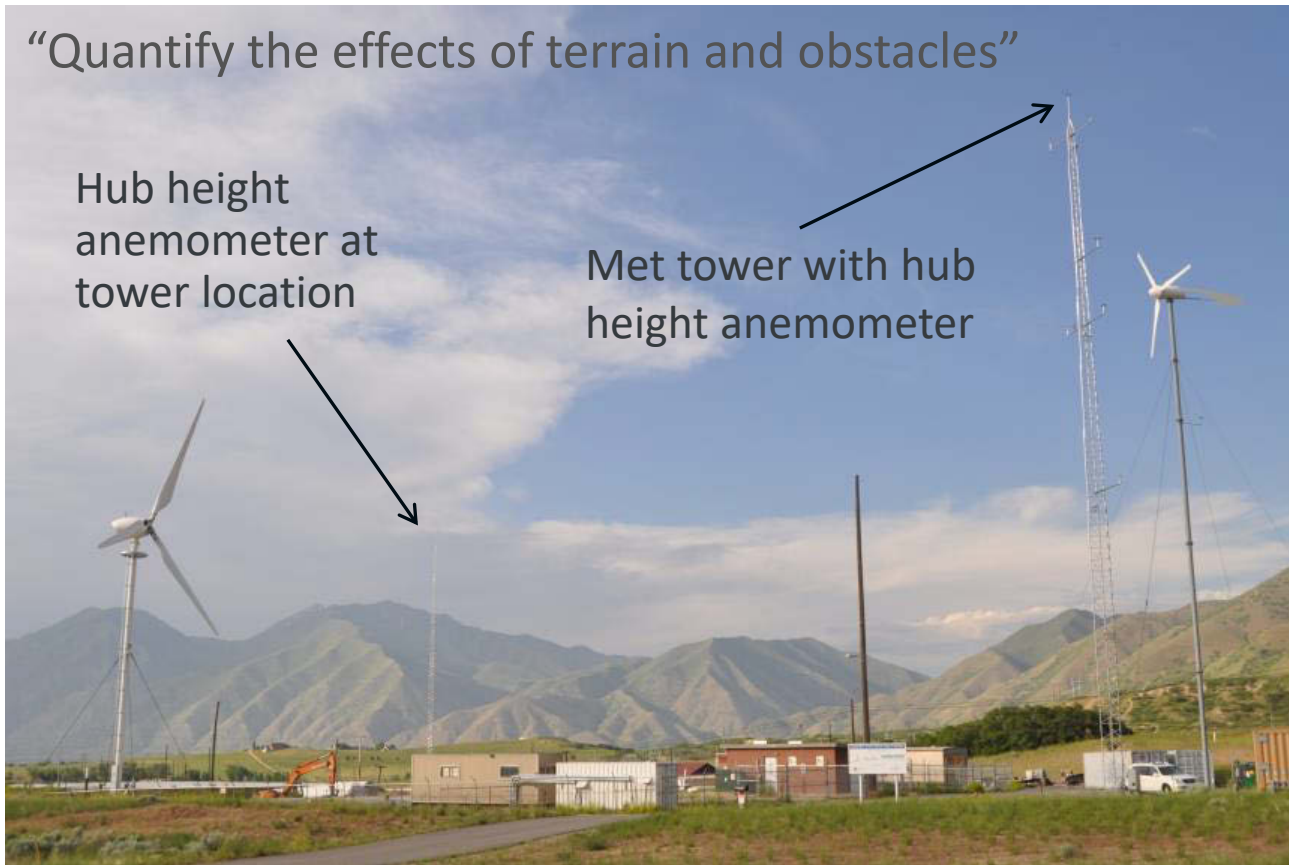 “Quantify the effects of terrain and obstacles”
Hub height
anemometer at
tower location
Met tower with hub
height anemometer